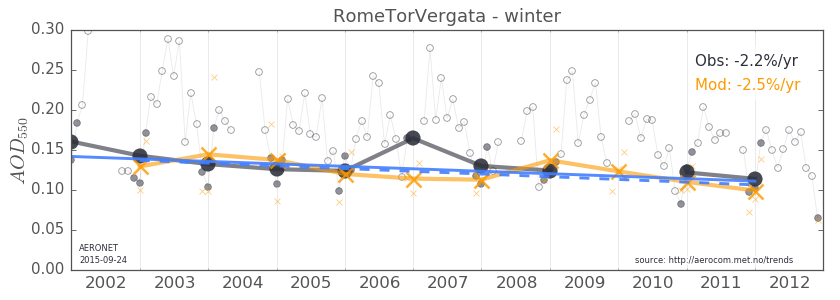 RomeTorVergata - winter
0.30
0.25
0.20
0.15
0.10
0.05
0.00
AOD550
Obs: -2.2%/yr
Mod: -2.5%/yr
AERONET
2015-09-24
source: http://aerocom.met.no/trends
2002 2003 2004 2005 2006 2007 2008 2009 2010 2011 2012